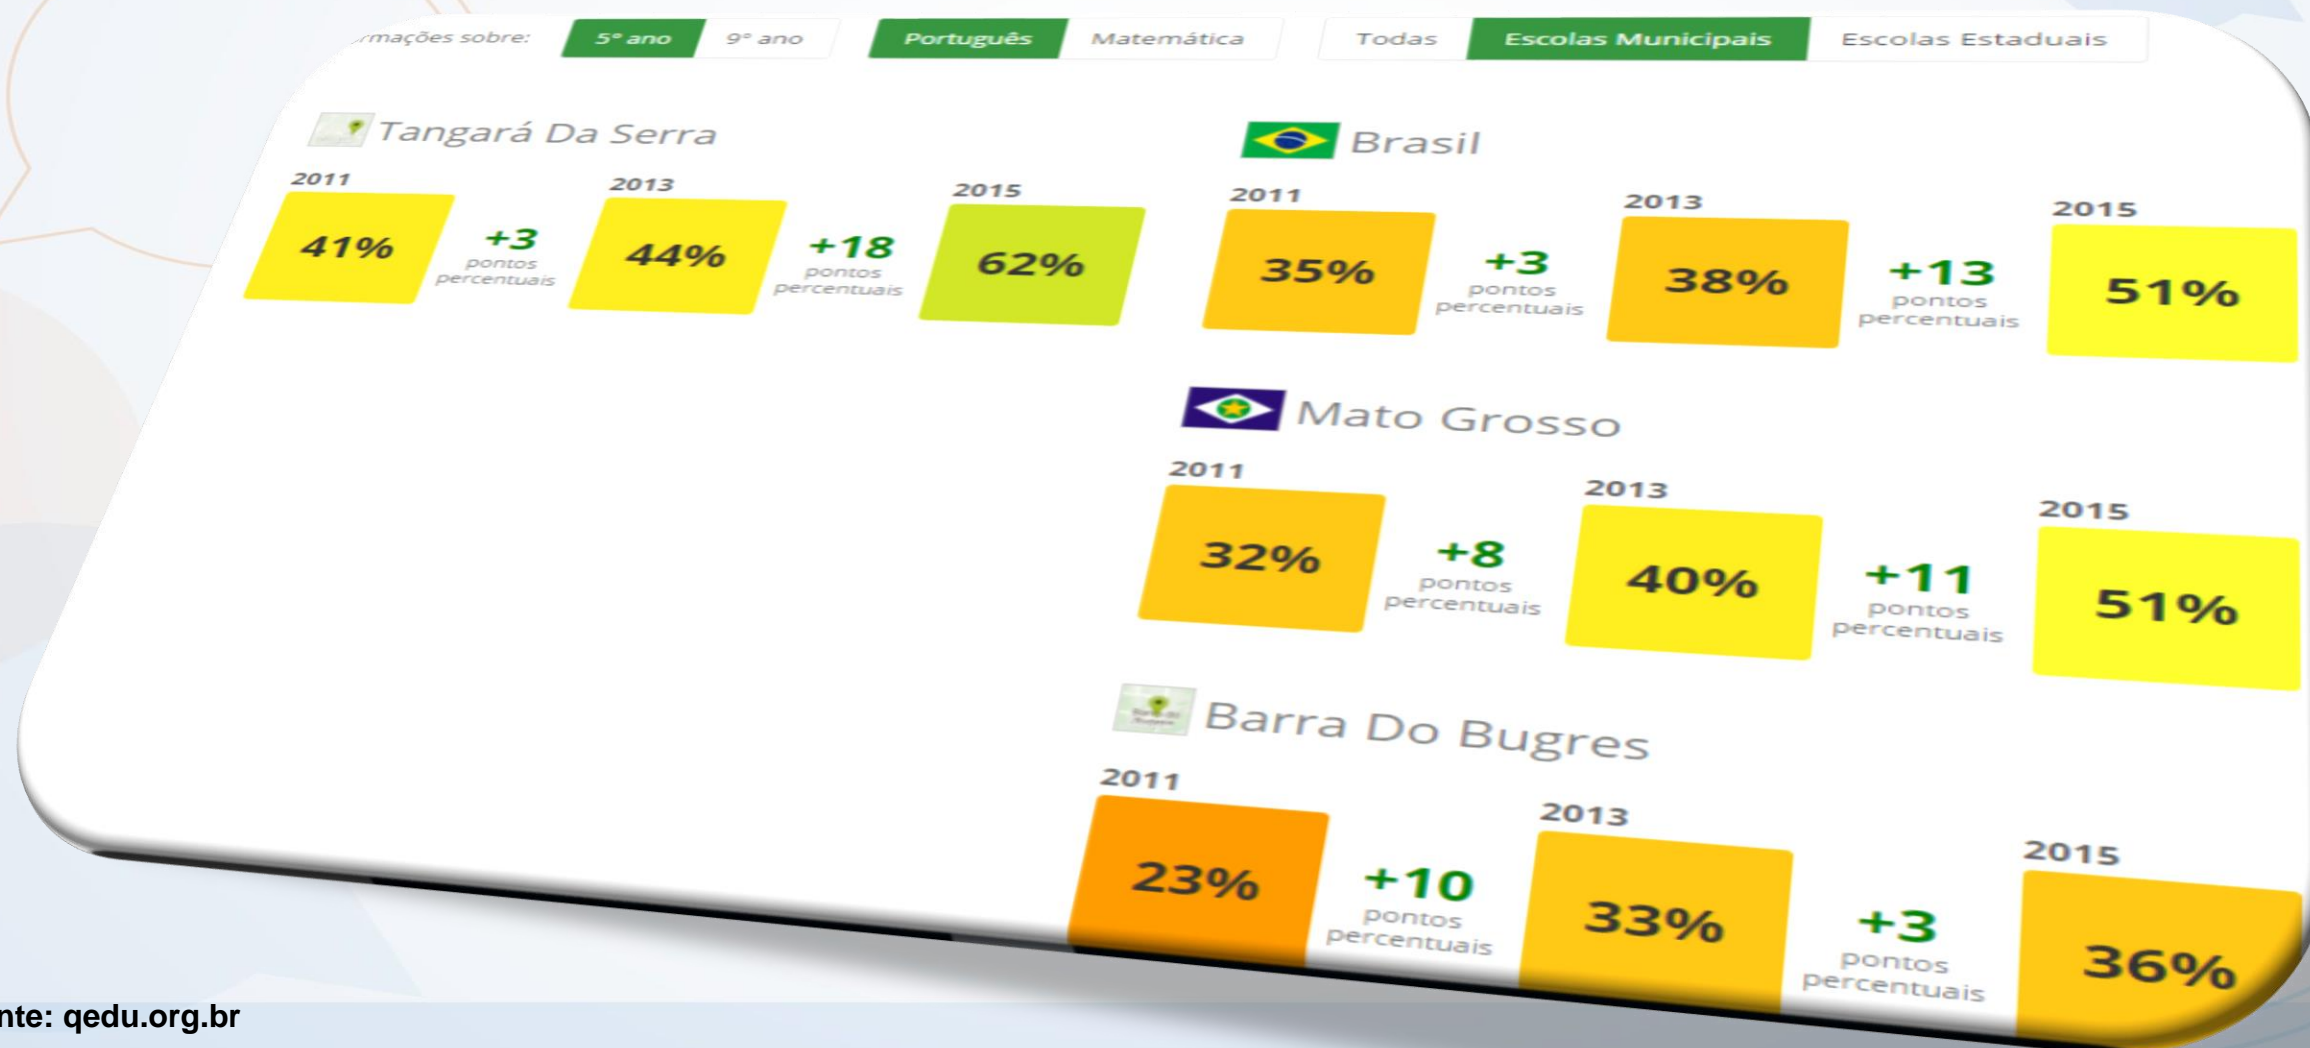 rmações sobre: 5º ano 9º ano Português Matemática Todas Escolas Municipais Escolas Estaduais
Tangará Da Serra
2011 2013 2015
41% +3 44% +18 62%
pontos pontos
percentuais percentuais
Brasil
2011 2013 2015
35% +3 38% +13 51%
pontos pontos
percentuais percentuais
Mato Grosso
2011 2013 2015
32% +8 40% +11 51%
pontos pontos
percentuais percentuais
Barra Do Bugres
2011 2013 2015
23% +10 33% +3 36%
pontos pontos
percentuais percentuais
nte: qedu.org.br